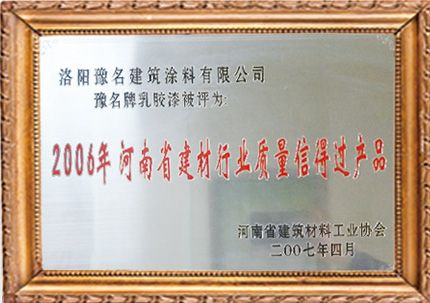 洛阳豫名建筑涂料有限公司
豫名牌乳胶漆被评为:
2006年河南省建材行业质量信得过产品
河南省建筑材料工业协会
二00七年四月